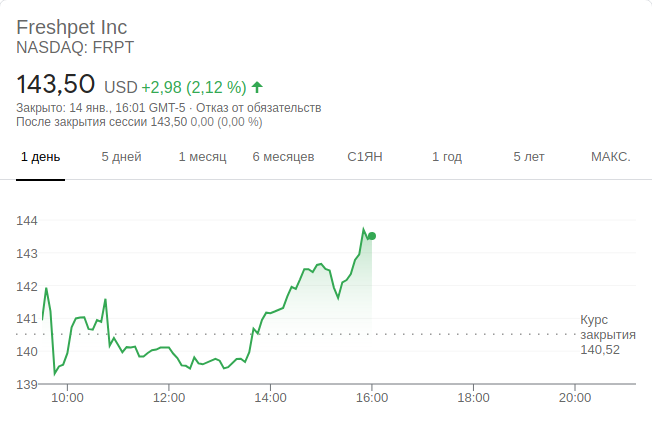 Freshpet Inc
NASDAQ: FRPT
143,50 USD +2,98 (2,12 %)
Закрыто: 14 янв., 16:01 GMT-5 · Отказ от обязательств
После закрытия сессии 143,50 0,00 (0,00 %)
1 день 5 дней 1 месяц 6 месяцев С1ЯН 1 год 5 лет МАКС.
144
143
142
141
140
139
Курс
закрытия
140,52
10:00 12:00 14:00 16:00 18:00 20:00